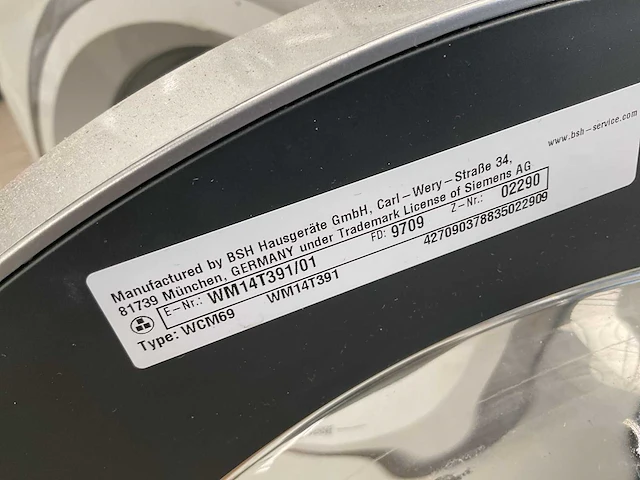 www.bsh-service.com
Manufactured by BSH Hausgeräte GmbH, Carl-Wery-Straße 34,
81739 München, GERMANY under Trademark License of Siemens AG
E-Nr.: WM14T391/01 FD: 9709 Z-Nr.: 02290
Type: WCM69 WM14T391 427090378835022909